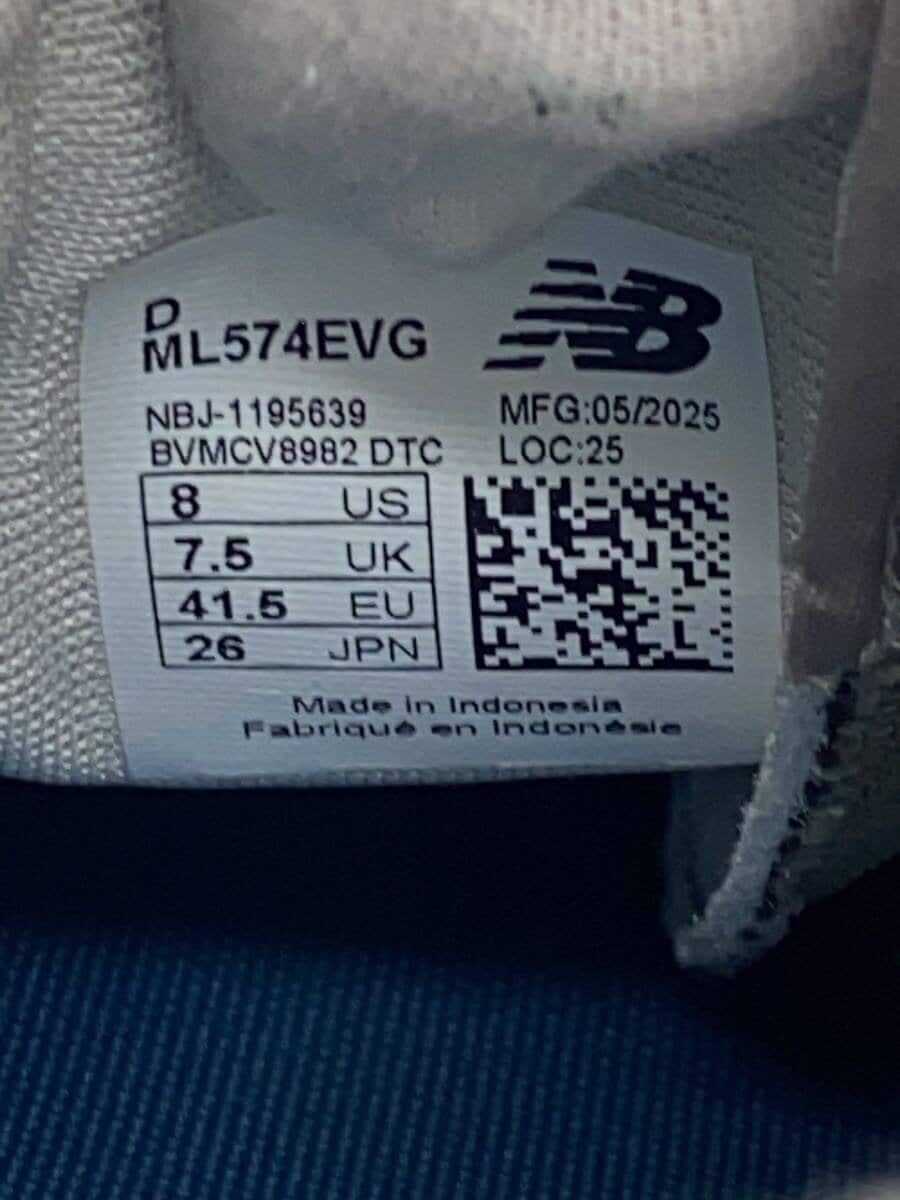 D
ML574EVG
NB
NBJ-1195639
MFG:05/2025
BVMCV8982 DTC
LOC:25
8 US
7.5 UK
41.5 EU
26 JPN
Made in Indonesia
Fabriqué en Indonésie